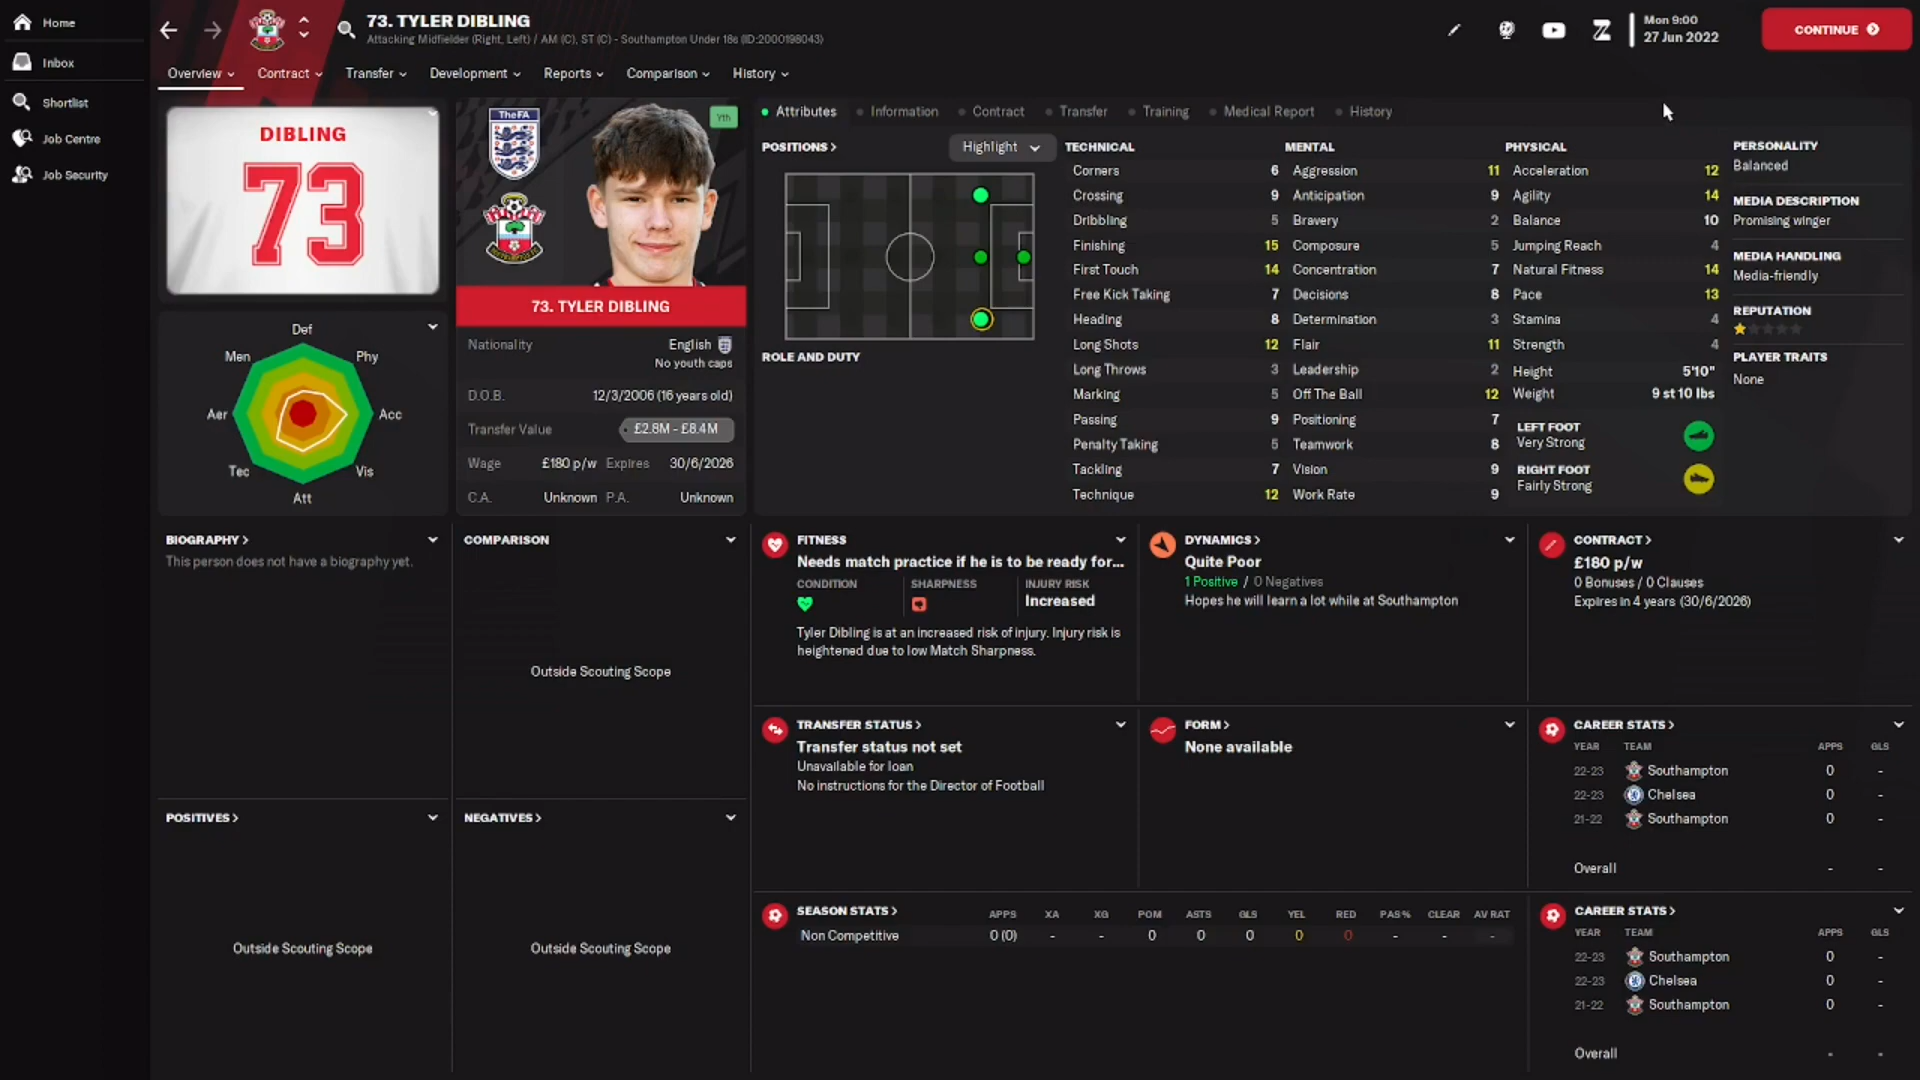 Home
Inbox
Shortlist
Job Centre
Job Security
73. TYLER DIBLING
Attacking Midfielder (Right, Left) / AM (C), ST (C) - Southampton Under 18s (ID:2000198043)
Mon 9:00
27 Jun 2022
CONTINUE
Overview
Contract
Transfer
Development
Reports
Comparison
History
DIBLING
73
Def
Phy
Acc
Vis
Att
Tec
Aer
Men
TheFA
Yth
73. TYLER DIBLING
Nationality English
No youth caps
D.O.B. 12/3/2006 (16 years old)
Transfer Value £2.8M - £8.4M
Wage £180 p/w Expires 30/6/2026
C.A. Unknown P.A. Unknown
Attributes
Information
Contract
Transfer
Training
Medical Report
History
POSITIONS >
Highlight
ROLE AND DUTY
TECHNICAL
Corners 6
Crossing 9
Dribbling 5
Finishing 15
First Touch 14
Free Kick Taking 7
Heading 8
Long Shots 12
Long Throws 3
Marking 5
Passing 9
Penalty Taking 5
Tackling 7
Technique 12
MENTAL
Aggression 11
Anticipation 9
Bravery 2
Composure 5
Concentration 7
Decisions 8
Determination 3
Flair 11
Leadership 2
Off The Ball 12
Positioning 7
Teamwork 8
Vision 9
Work Rate 9
PHYSICAL
Acceleration 12
Agility 14
Balance 10
Jumping Reach 4
Natural Fitness 14
Pace 13
Stamina 4
Strength 4
Height 5'10"
Weight 9 st 10 lbs
LEFT FOOT
Very Strong
RIGHT FOOT
Fairly Strong
PERSONALITY
Balanced
MEDIA DESCRIPTION
Promising winger
MEDIA HANDLING
Media-friendly
REPUTATION
PLAYER TRAITS
None
BIOGRAPHY >
This person does not have a biography yet.
COMPARISON
Outside Scouting Scope
POSITIVES >
Outside Scouting Scope
NEGATIVES >
Outside Scouting Scope
FITNESS
Needs match practice if he is to be ready for...
CONDITION SHARPNESS INJURY RISK
Increased
Tyler Dibling is at an increased risk of injury. Injury risk is
heightened due to low Match Sharpness.
DYNAMICS >
Quite Poor
1 Positive / 0 Negatives
Hopes he will learn a lot while at Southampton
CONTRACT >
£180 p/w
0 Bonuses / 0 Clauses
Expires in 4 years (30/6/2026)
TRANSFER STATUS >
Transfer status not set
Unavailable for loan
No instructions for the Director of Football
FORM >
None available
CAREER STATS >
YEAR TEAM APPS GLS
22-23 Southampton 0 -
22-23 Chelsea 0 -
21-22 Southampton 0 -
Overall - -
SEASON STATS > APPS XA XG POM ASTS GLS YEL RED PAS % CLEAR AV RAT
Non Competitive 0 (0) - - 0 0 0 0 0 - - -
CAREER STATS >
YEAR TEAM APPS GLS
22-23 Southampton 0 -
22-23 Chelsea 0 -
21-22 Southampton 0 -
Overall - -